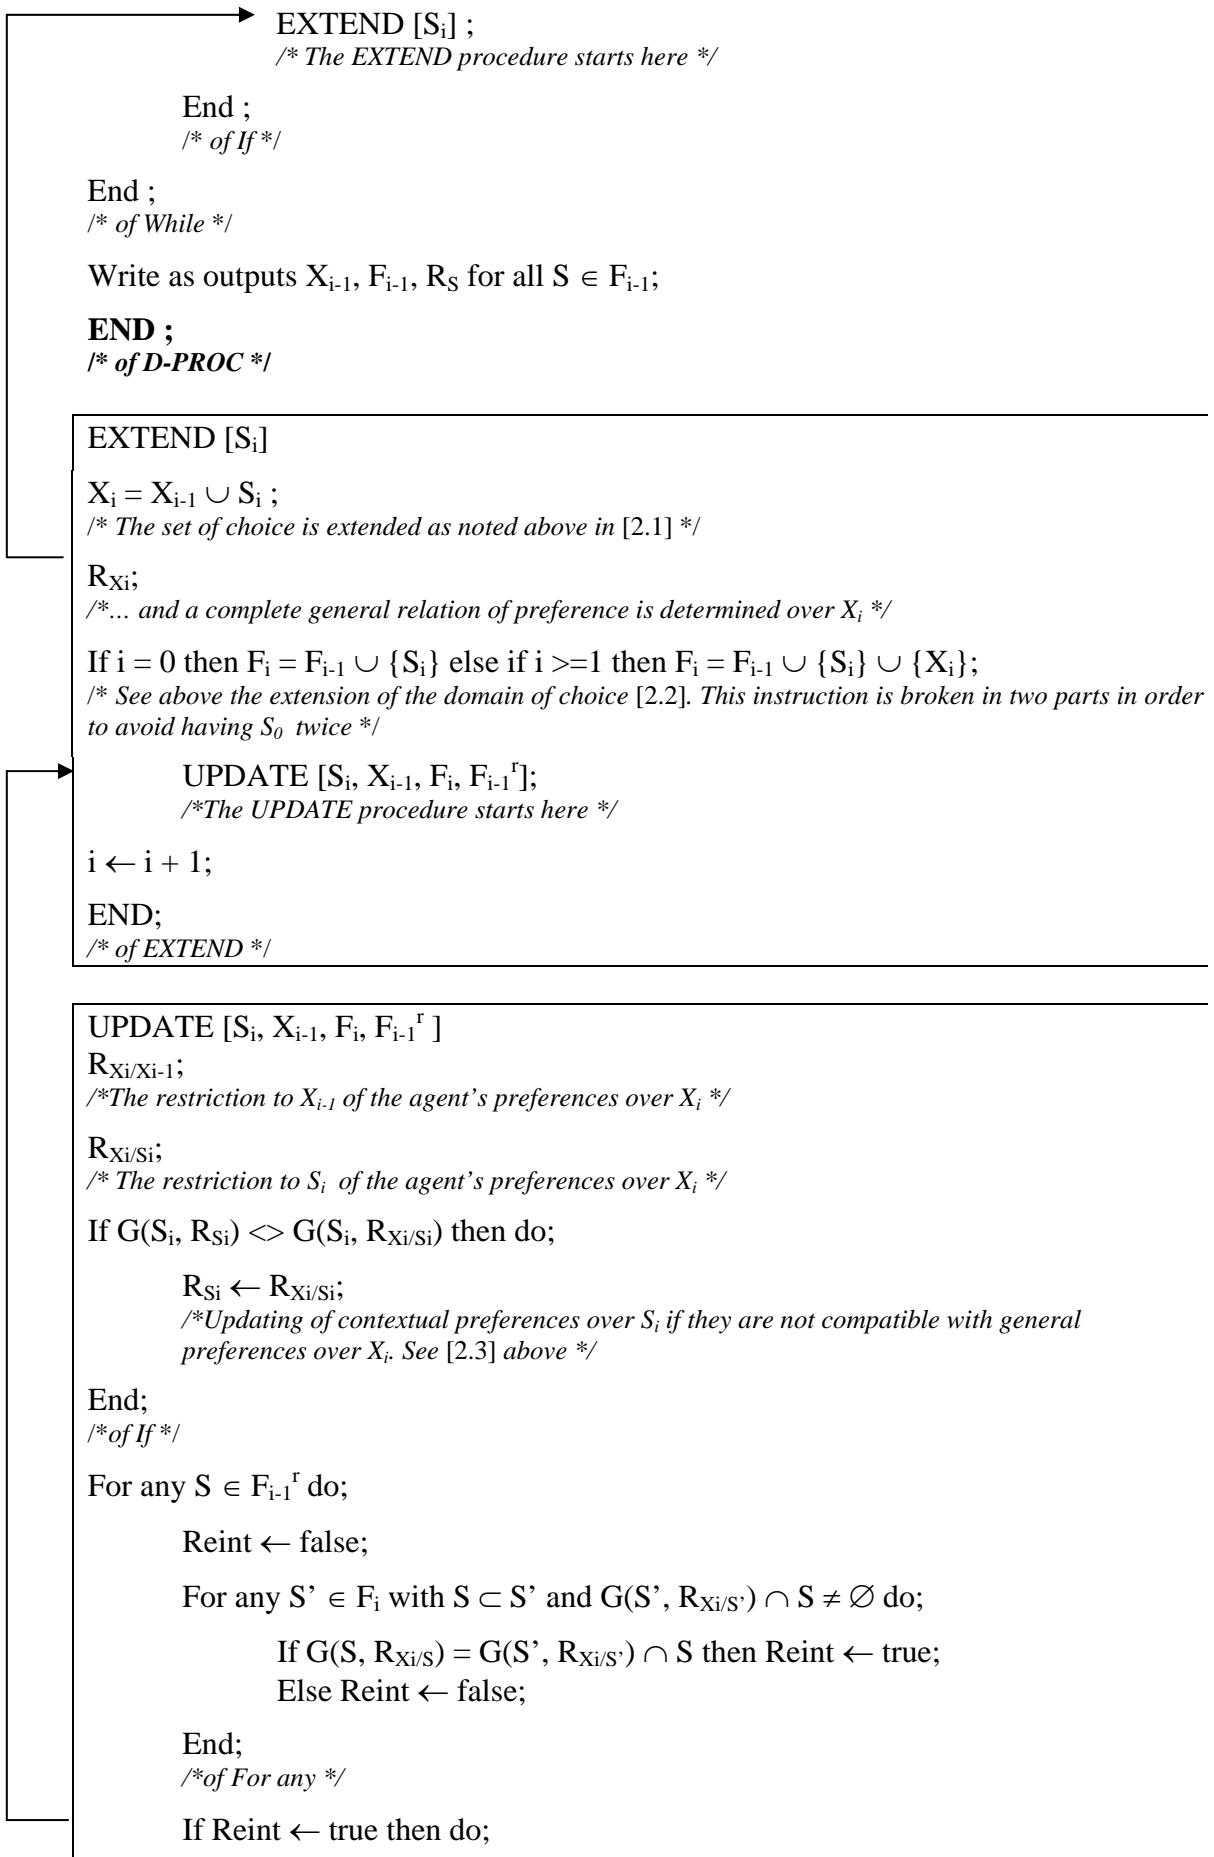 EXTEND [Sᵢ] ;
/* The EXTEND procedure starts here */
End ;
/* of If */
End ;
/* of While */
Write as outputs Xᵢ₋₁, Fᵢ₋₁, R_S for all S ∈ Fᵢ₋₁;
END ;
/* of D-PROC */
EXTEND [Sᵢ]
Xᵢ = Xᵢ₋₁ ∪ Sᵢ ;
/* The set of choice is extended as noted above in [2.1] */
R_Xi;
/*... and a complete general relation of preference is determined over Xᵢ */
If i = 0 then Fᵢ = Fᵢ₋₁ ∪ {Sᵢ} else if i >=1 then Fᵢ = Fᵢ₋₁ ∪ {Sᵢ} ∪ {Xᵢ};
/* See above the extension of the domain of choice [2.2]. This instruction is broken in two parts in order
to avoid having S₀ twice */
UPDATE [Sᵢ, Xᵢ₋₁, Fᵢ, Fᵢ₋₁ʳ];
/*The UPDATE procedure starts here */
i ← i + 1;
END;
/* of EXTEND */
UPDATE [Sᵢ, Xᵢ₋₁, Fᵢ, Fᵢ₋₁ʳ ]
R_Xi/Xi-1;
/*The restriction to Xᵢ₋₁ of the agent’s preferences over Xᵢ */
R_Xi/Si;
/* The restriction to Sᵢ of the agent’s preferences over Xᵢ */
If G(Sᵢ, R_Si) <> G(Sᵢ, R_Xi/Si) then do;
R_Si ← R_Xi/Si;
/*Updating of contextual preferences over Sᵢ if they are not compatible with general
preferences over Xᵢ. See [2.3] above */
End;
/*of If */
For any S ∈ Fᵢ₋₁ʳ do;
Reint ← false;
For any S’ ∈ Fᵢ with S ⊂ S’ and G(S’, R_Xi/S’) ∩ S ≠ ∅ do;
If G(S, R_Xi/S) = G(S’, R_Xi/S’) ∩ S then Reint ← true;
Else Reint ← false;
End;
/*of For any */
If Reint ← true then do;